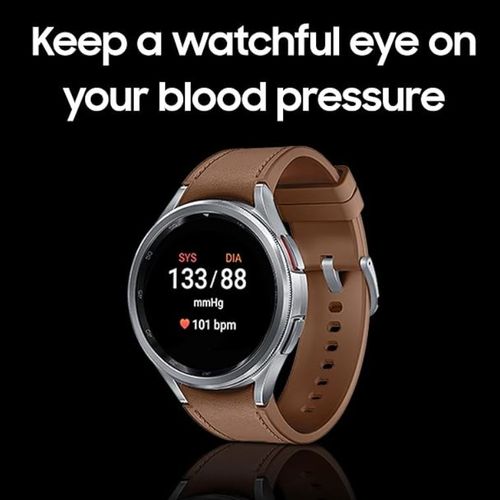 Keep a watchful eye on
your blood pressure
SYS DIA
133/88
mmHg
101 bpm